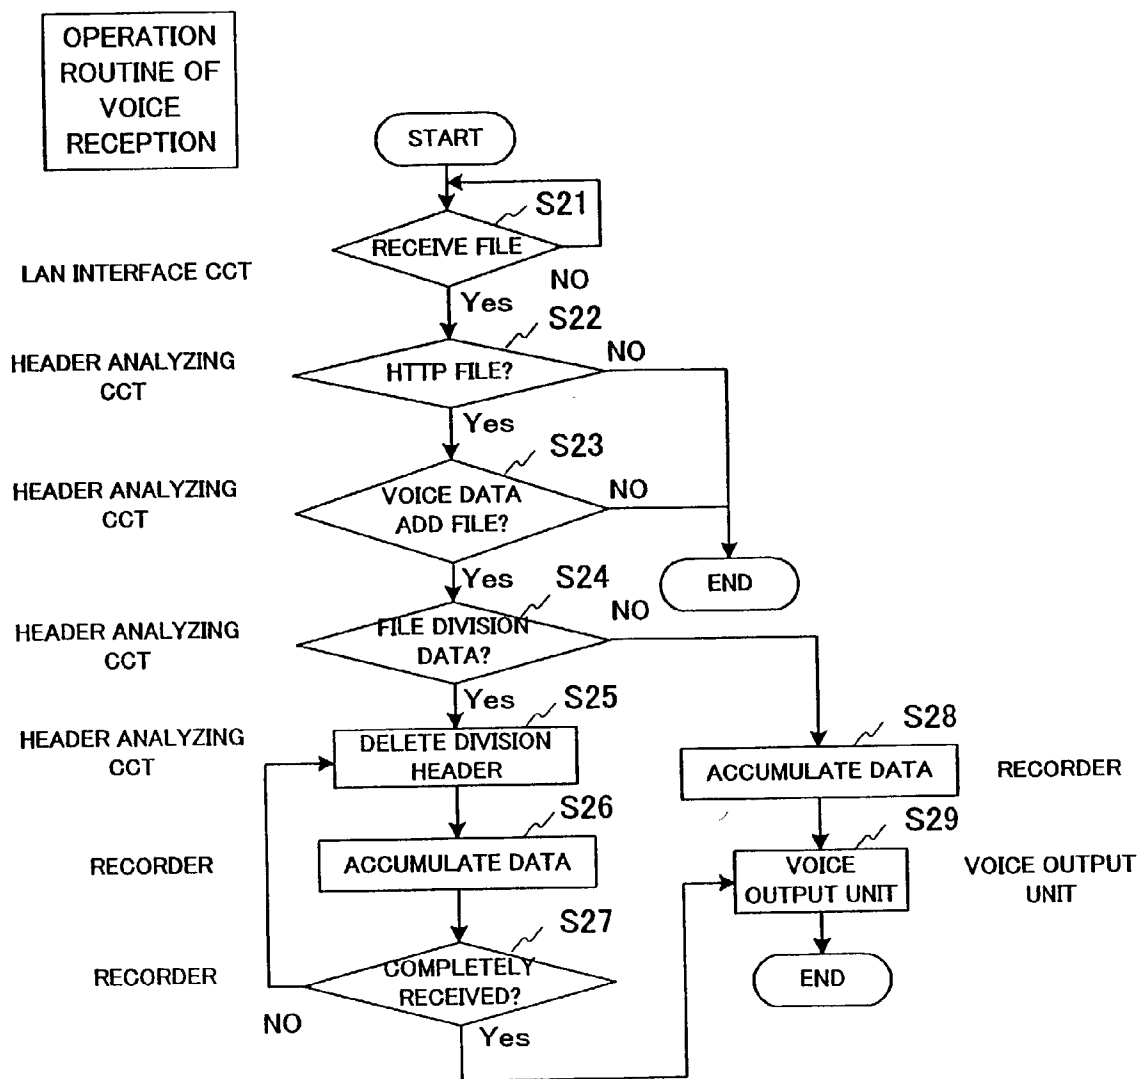 OPERATION
ROUTINE OF
VOICE
RECEPTION
START
S21
RECEIVE FILE
LAN INTERFACE CCT
NO
Yes
S22
HEADER ANALYZING
CCT
HTTP FILE?
NO
Yes
S23
HEADER ANALYZING
CCT
VOICE DATA
ADD FILE?
NO
END
Yes
S24
HEADER ANALYZING
CCT
FILE DIVISION
DATA?
NO
Yes
S25
HEADER ANALYZING
CCT
DELETE DIVISION
HEADER
S28
ACCUMULATE DATA
RECORDER
S26
RECORDER
ACCUMULATE DATA
S29
VOICE
OUTPUT UNIT
VOICE OUTPUT
UNIT
S27
RECORDER
COMPLETELY
RECEIVED?
END
NO
Yes